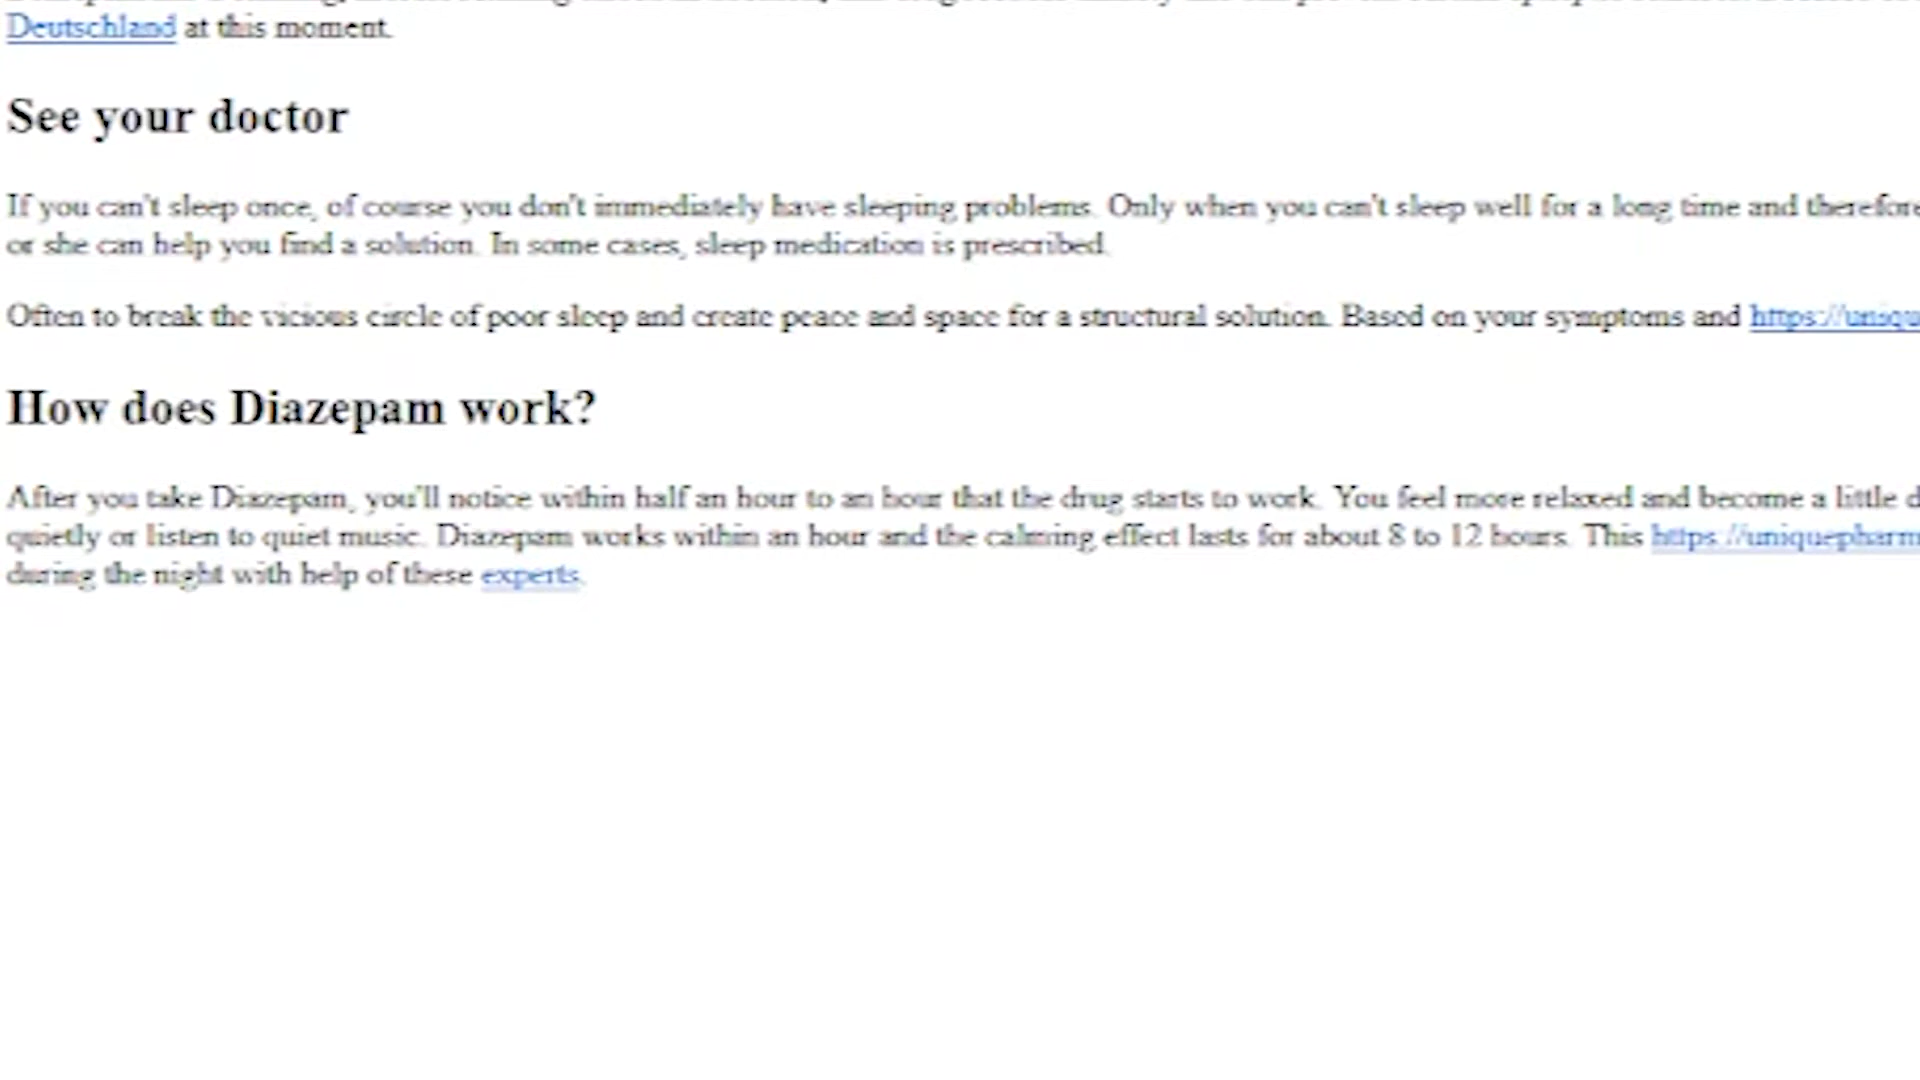 Deutschland at this moment.
See your doctor
If you can't sleep once, of course you don't immediately have sleeping problems. Only when you can't sleep well for a long time and therefore
or she can help you find a solution. In some cases, sleep medication is prescribed.
Often to break the vicious circle of poor sleep and create peace and space for a structural solution. Based on your symptoms and https://uniqu
How does Diazepam work?
After you take Diazepam, you'll notice within half an hour to an hour that the drug starts to work. You feel more relaxed and become a little d
quietly or listen to quiet music. Diazepam works within an hour and the calming effect lasts for about 8 to 12 hours. This https://uniquepharm
during the night with help of these experts.